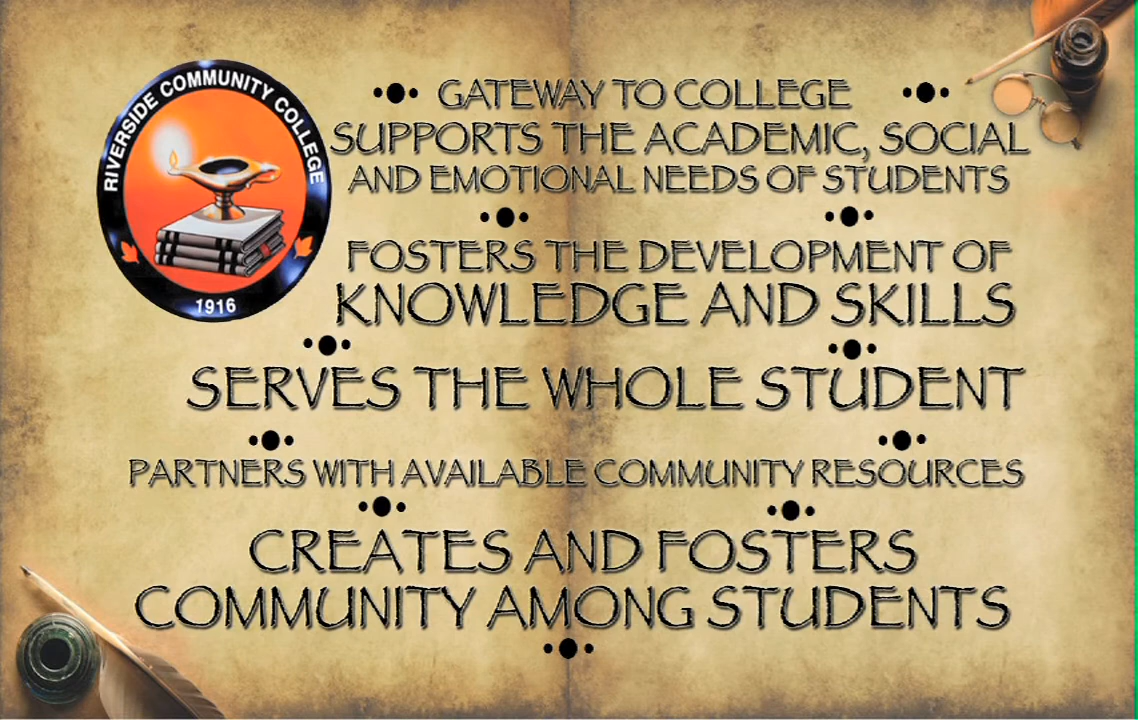 RIVERSIDE COMMUNITY COLLEGE
1916
GATEWAY TO COLLEGE
SUPPORTS THE ACADEMIC, SOCIAL
AND EMOTIONAL NEEDS OF STUDENTS
FOSTERS THE DEVELOPMENT OF
KNOWLEDGE AND SKILLS
SERVES THE WHOLE STUDENT
PARTNERS WITH AVAILABLE COMMUNITY RESOURCES
CREATES AND FOSTERS
COMMUNITY AMONG STUDENTS